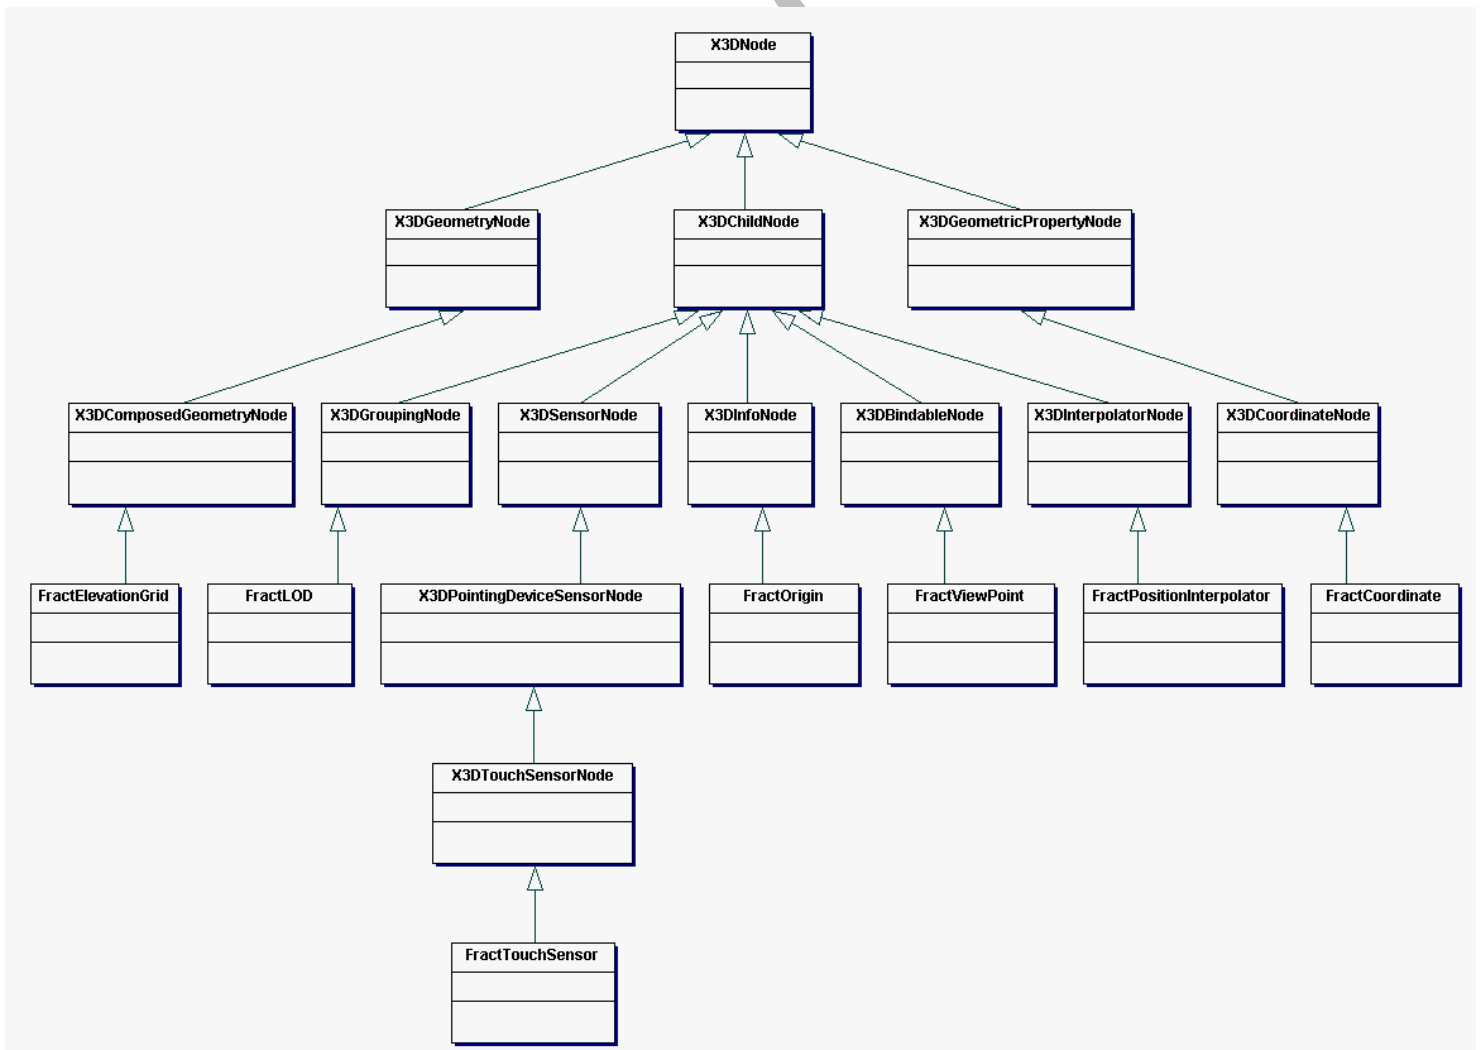 X3DNode
X3DGeometryNode
X3DChildNode
X3DGeometricPropertyNode
X3DComposedGeometryNode
X3DGroupingNode
X3DSensorNode
X3DInfoNode
X3DBindableNode
X3DInterpolatorNode
X3DCoordinateNode
FractElevationGrid
FractLOD
X3DPointingDeviceSensorNode
FractOrigin
FractViewPoint
FractPositionInterpolator
FractCoordinate
X3DTouchSensorNode
FractTouchSensor